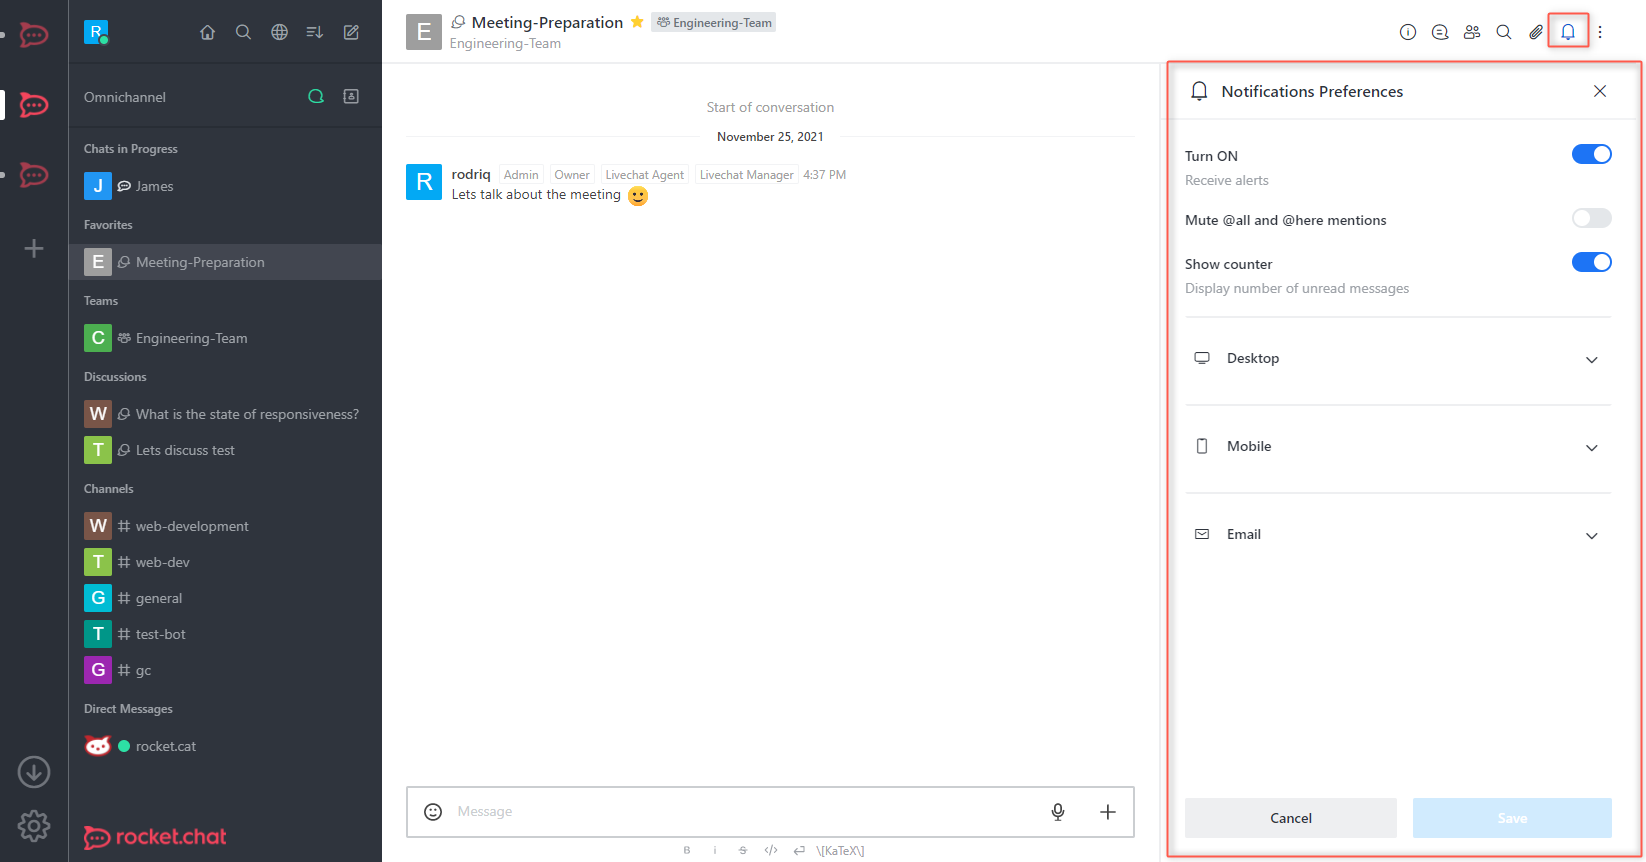 R
Omnichannel
Chats in Progress
J James
Favorites
E Meeting-Preparation
Teams
C Engineering-Team
Discussions
W What is the state of responsiveness?
T Lets discuss test
Channels
W web-development
T web-dev
G general
T test-bot
G gc
Direct Messages
rocket.cat
rocket.chat
E Meeting-Preparation Engineering-Team
Engineering-Team
Start of conversation
November 25, 2021
R rodriq Admin Owner Livechat Agent Livechat Manager 4:37 PM
Lets talk about the meeting
Message
B i S </> \[KaTeX\]
Notifications Preferences
Turn ON
Receive alerts
Mute @all and @here mentions
Show counter
Display number of unread messages
Desktop
Mobile
Email
Cancel Save